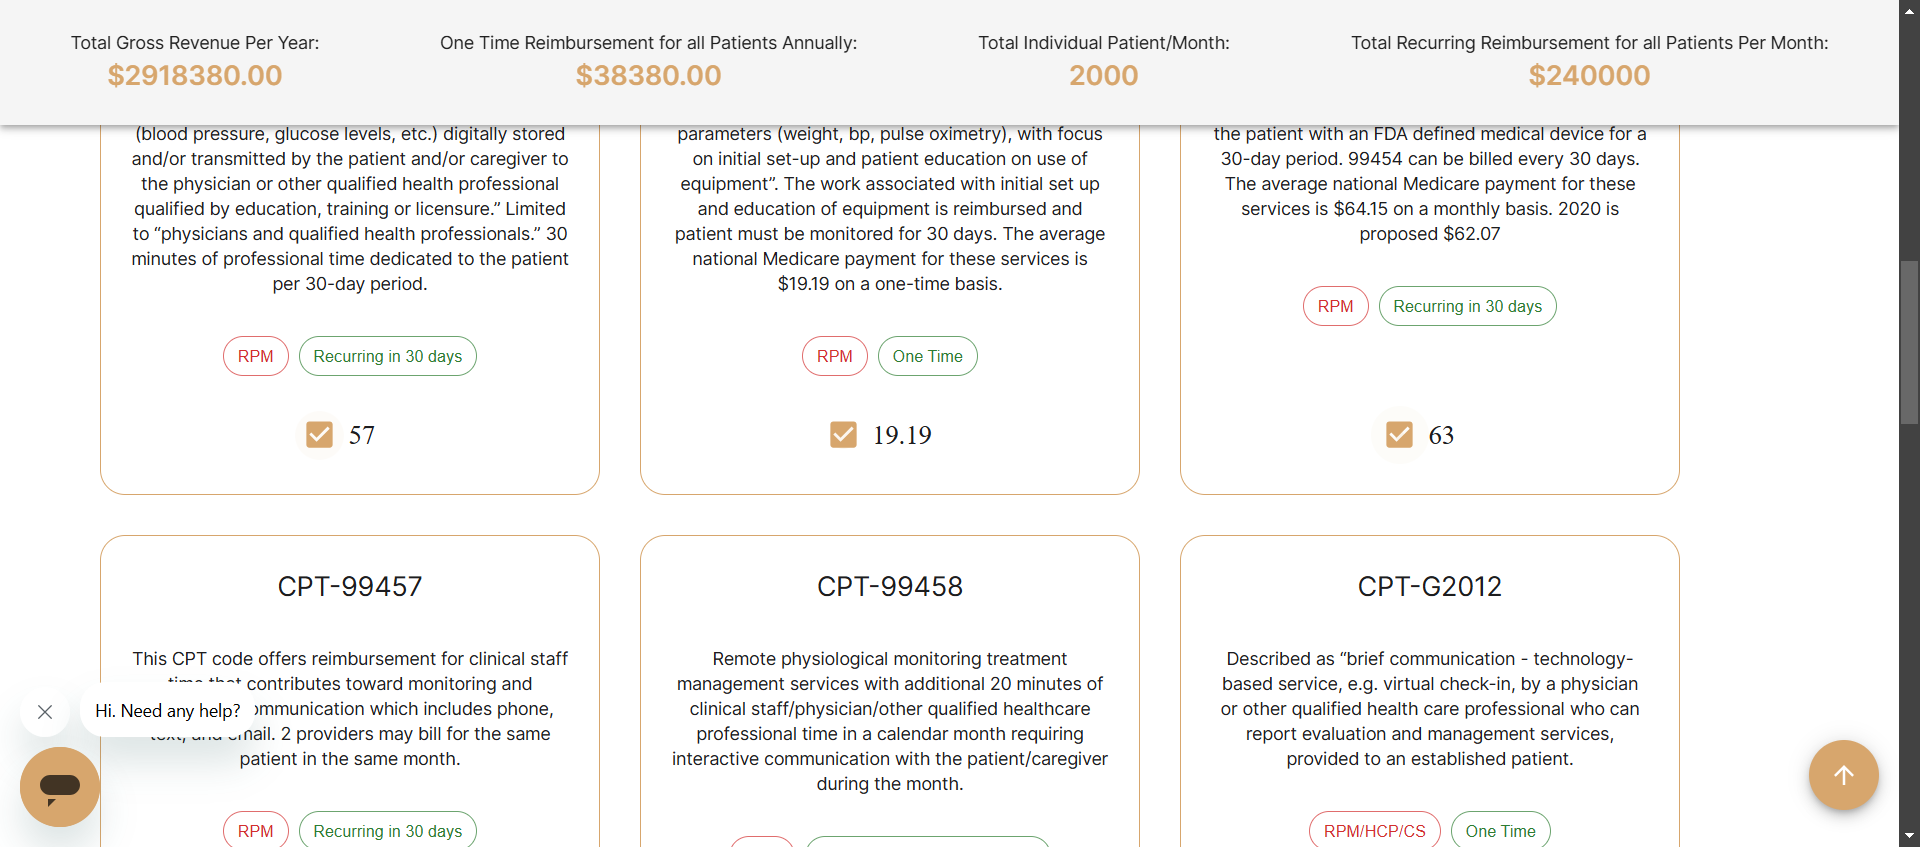 Total Gross Revenue Per Year:
$2918380.00
One Time Reimbursement for all Patients Annually:
$38380.00
Total Individual Patient/Month:
2000
Total Recurring Reimbursement for all Patients Per Month:
$240000
(blood pressure, glucose levels, etc.) digitally stored
and/or transmitted by the patient and/or caregiver to
the physician or other qualified health professional
qualified by education, training or licensure.” Limited
to “physicians and qualified health professionals.” 30
minutes of professional time dedicated to the patient
per 30-day period.
RPM
Recurring in 30 days
57
parameters (weight, bp, pulse oximetry), with focus
on initial set-up and patient education on use of
equipment”. The work associated with initial set up
and education of equipment is reimbursed and
patient must be monitored for 30 days. The average
national Medicare payment for these services is
$19.19 on a one-time basis.
RPM
One Time
19.19
the patient with an FDA defined medical device for a
30-day period. 99454 can be billed every 30 days.
The average national Medicare payment for these
services is $64.15 on a monthly basis. 2020 is
proposed $62.07
RPM
Recurring in 30 days
63
CPT-99457
This CPT code offers reimbursement for clinical staff
contributes toward monitoring and
which includes phone,
2 providers may bill for the same
patient in the same month.
RPM
Recurring in 30 days
CPT-99458
Remote physiological monitoring treatment
management services with additional 20 minutes of
clinical staff/physician/other qualified healthcare
professional time in a calendar month requiring
interactive communication with the patient/caregiver
during the month.
CPT-G2012
Described as “brief communication - technology-
based service, e.g. virtual check-in, by a physician
or other qualified health care professional who can
report evaluation and management services,
provided to an established patient.
RPM/HCP/CS
One Time
Hi. Need any help?